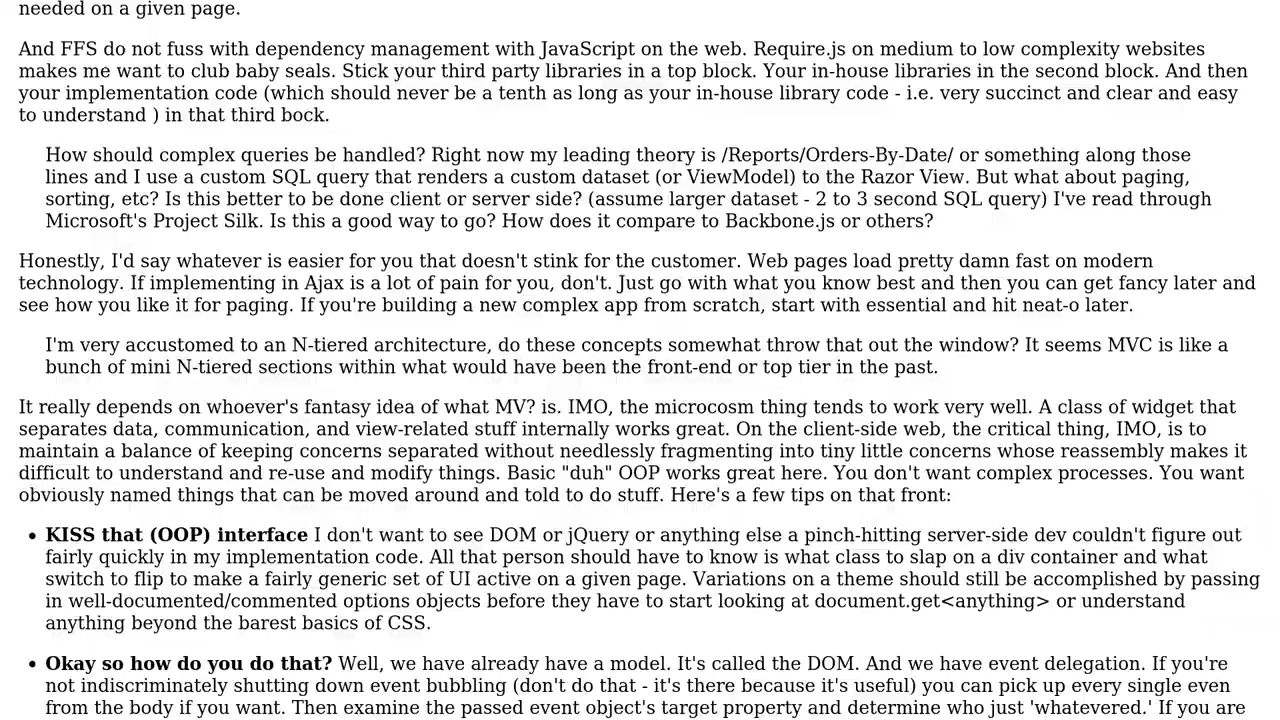 needed on a given page.
And FFS do not fuss with dependency management with JavaScript on the web. Require.js on medium to low complexity websites
makes me want to club baby seals. Stick your third party libraries in a top block. Your in-house libraries in the second block. And then
your implementation code (which should never be a tenth as long as your in-house library code - i.e. very succinct and clear and easy
to understand ) in that third bock.
How should complex queries be handled? Right now my leading theory is /Reports/Orders-By-Date/ or something along those
lines and I use a custom SQL query that renders a custom dataset (or ViewModel) to the Razor View. But what about paging,
sorting, etc? Is this better to be done client or server side? (assume larger dataset - 2 to 3 second SQL query) I've read through
Microsoft's Project Silk. Is this a good way to go? How does it compare to Backbone.js or others?
Honestly, I'd say whatever is easier for you that doesn't stink for the customer. Web pages load pretty damn fast on modern
technology. If implementing in Ajax is a lot of pain for you, don't. Just go with what you know best and then you can get fancy later and
see how you like it for paging. If you're building a new complex app from scratch, start with essential and hit neat-o later.
I'm very accustomed to an N-tiered architecture, do these concepts somewhat throw that out the window? It seems MVC is like a
bunch of mini N-tiered sections within what would have been the front-end or top tier in the past.
It really depends on whoever's fantasy idea of what MV? is. IMO, the microcosm thing tends to work very well. A class of widget that
separates data, communication, and view-related stuff internally works great. On the client-side web, the critical thing, IMO, is to
maintain a balance of keeping concerns separated without needlessly fragmenting into tiny little concerns whose reassembly makes it
difficult to understand and re-use and modify things. Basic "duh" OOP works great here. You don't want complex processes. You want
obviously named things that can be moved around and told to do stuff. Here's a few tips on that front:
• KISS that (OOP) interface I don't want to see DOM or jQuery or anything else a pinch-hitting server-side dev couldn't figure out
fairly quickly in my implementation code. All that person should have to know is what class to slap on a div container and what
switch to flip to make a fairly generic set of UI active on a given page. Variations on a theme should still be accomplished by passing
in well-documented/commented options objects before they have to start looking at document.get<anything> or understand
anything beyond the barest basics of CSS.
• Okay so how do you do that? Well, we have already have a model. It's called the DOM. And we have event delegation. If you're
not indiscriminately shutting down event bubbling (don't do that - it's there because it's useful) you can pick up every single even
from the body if you want. Then examine the passed event object's target property and determine who just 'whatevered.' If you are